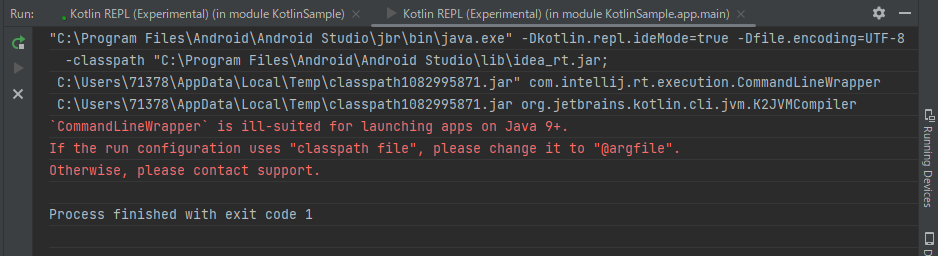 Run: Kotlin REPL (Experimental) (in module KotlinSample) × Kotlin REPL (Experimental) (in module KotlinSample.app.main) ×
"C:\Program Files\Android\Android Studio\jbr\bin\java.exe" -Dkotlin.repl.ideMode=true -Dfile.encoding=UTF-8
-classpath "C:\Program Files\Android\Android Studio\lib\idea_rt.jar;
C:\Users\71378\AppData\Local\Temp\classpath1082995871.jar" com.intellij.rt.execution.CommandLineWrapper
C:\Users\71378\AppData\Local\Temp\classpath1082995871.jar org.jetbrains.kotlin.cli.jvm.K2JVMCompiler
`CommandLineWrapper` is ill-suited for launching apps on Java 9+.
If the run configuration uses "classpath file", please change it to "@argfile".
Otherwise, please contact support.
Process finished with exit code 1
Running Devices